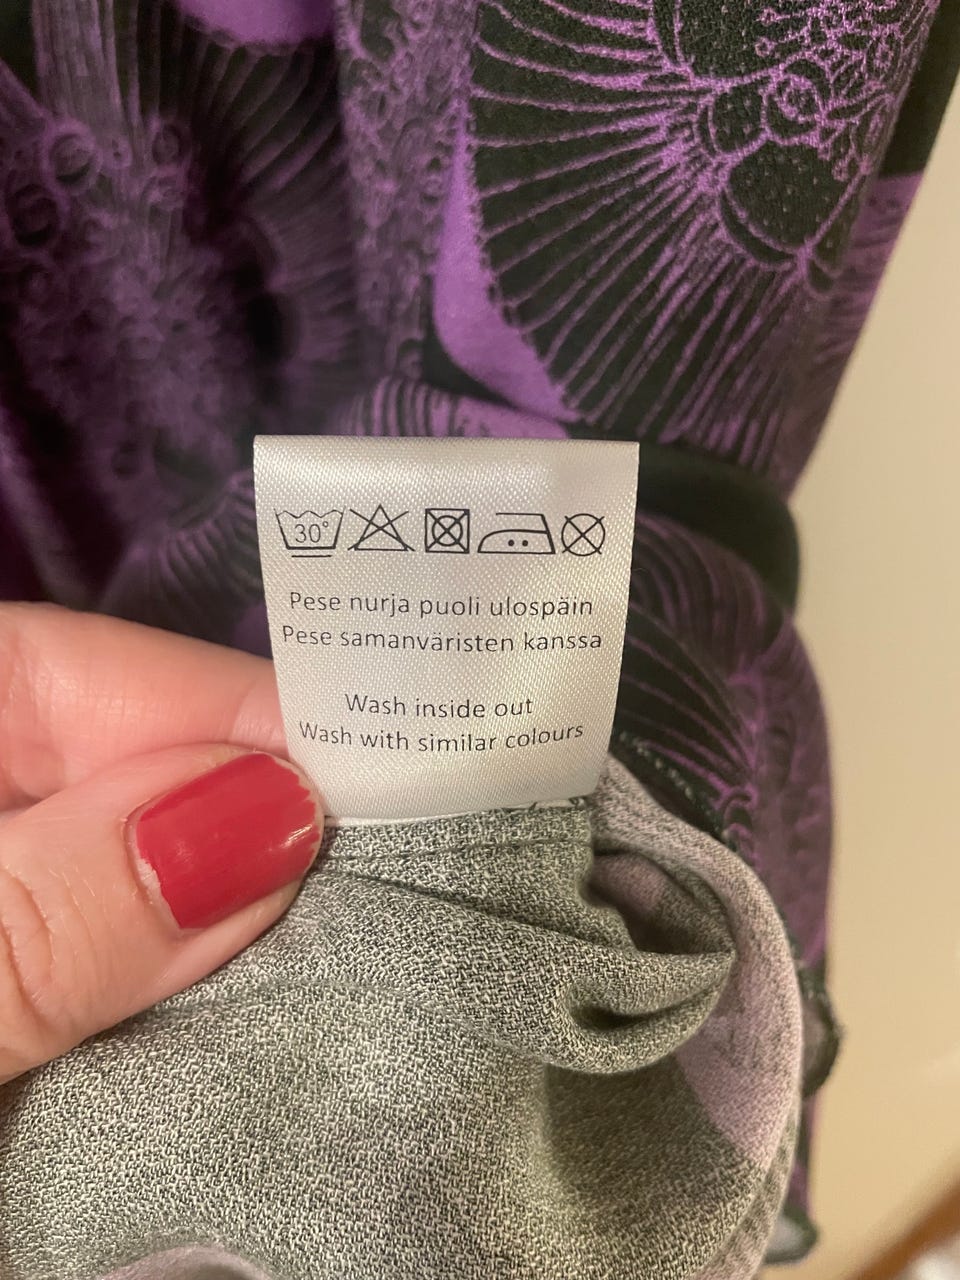 30°
Pese nurja puoli ulospäin
Pese samanväristen kanssa
Wash inside out
Wash with similar colours